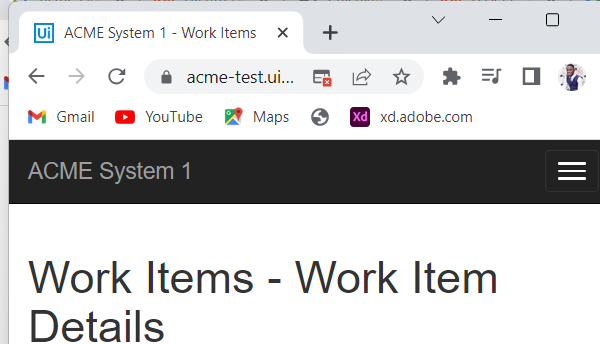 Ui ACME System 1 - Work Items
acme-test.ui...
Gmail YouTube Maps Xd xd.adobe.com
ACME System 1
Work Items - Work Item
Details